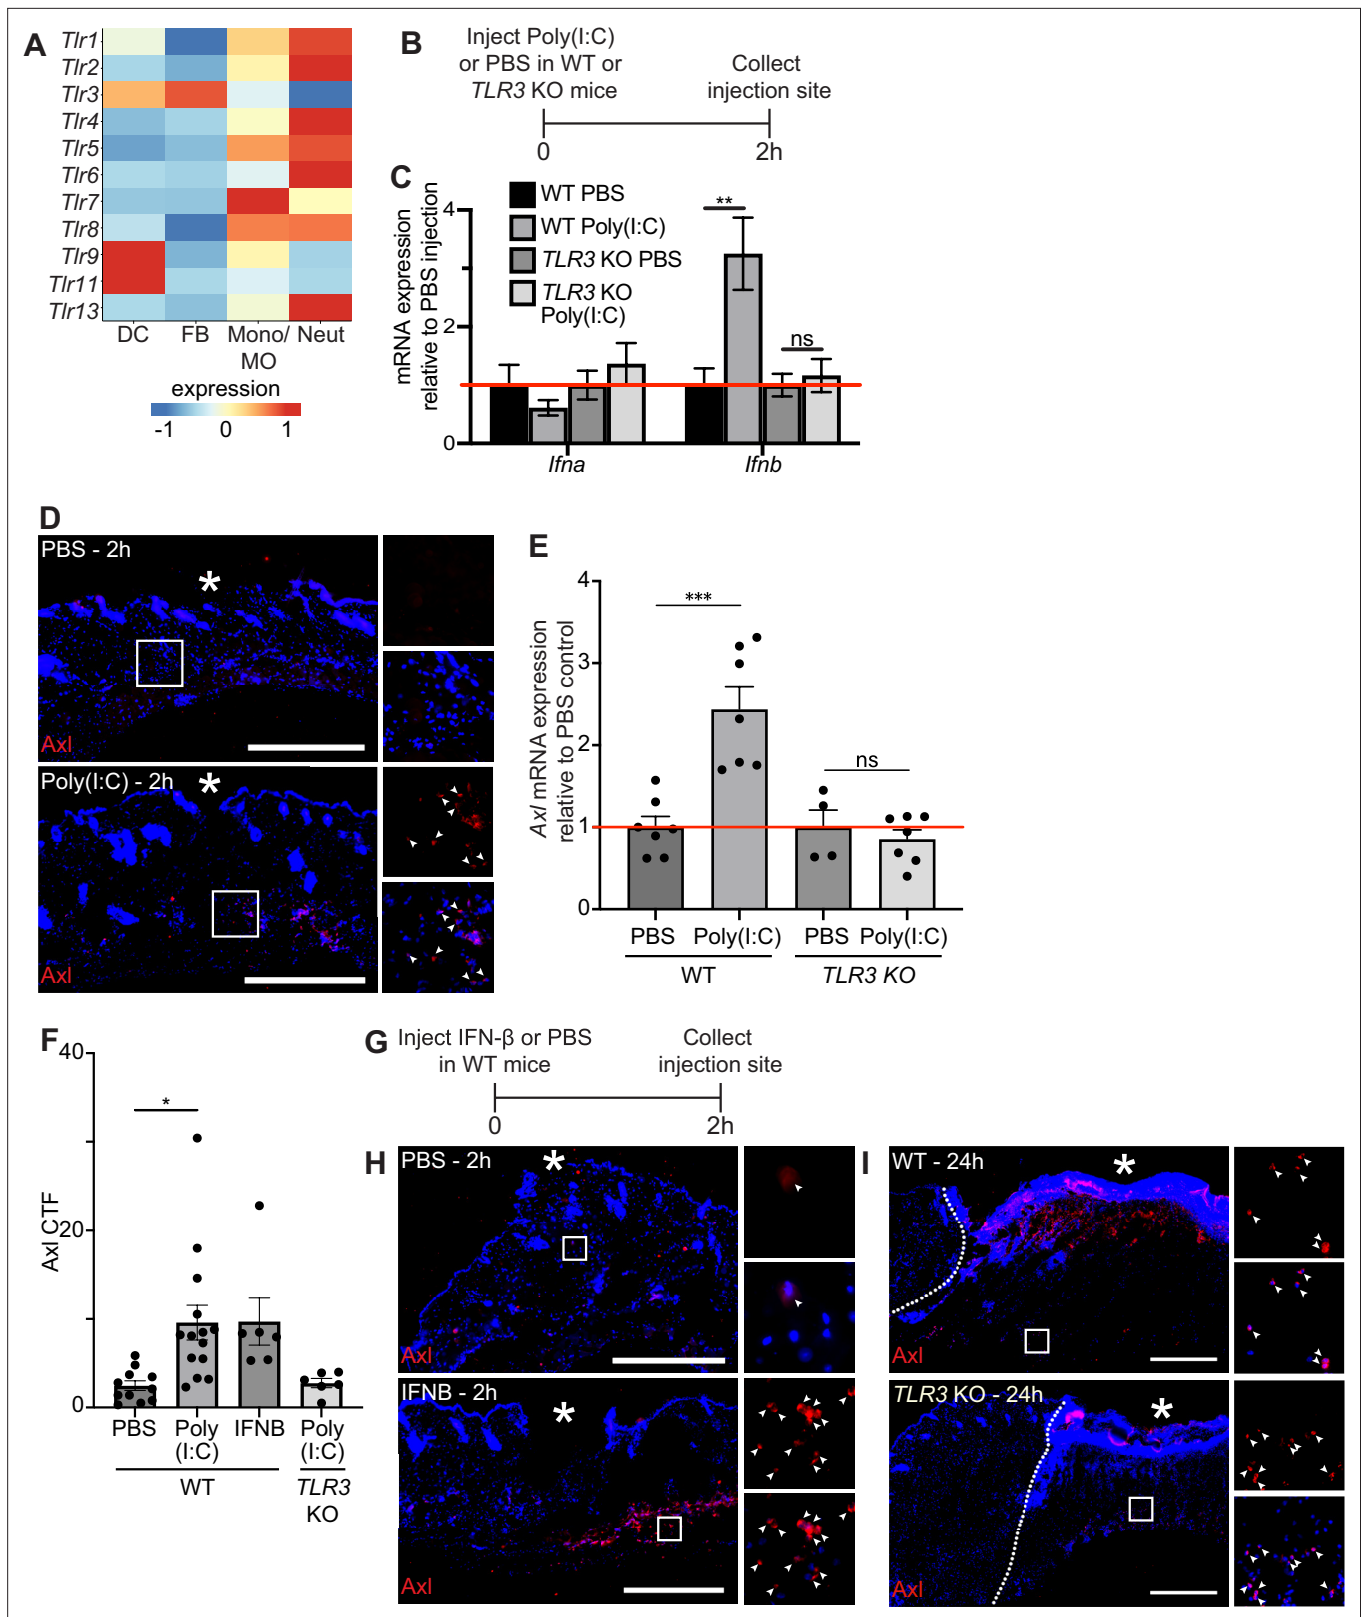 A
Tlr1
Tlr2
Tlr3
Tlr4
Tlr5
Tlr6
Tlr7
Tlr8
Tlr9
Tlr11
Tlr13
DC FB Mono/ Neut
MO
expression
-1 0 1
B
Inject Poly(I:C)
or PBS in WT or
TLR3 KO mice
Collect
injection site
0 2h
C
WT PBS
WT Poly(I:C)
TLR3 KO PBS
TLR3 KO
Poly(I:C)
mRNA expression
relative to PBS injection
4
2
0
**
ns
Ifna Ifnb
D
PBS - 2h
*
Axl
Poly(I:C) - 2h
*
Axl
E
Axl mRNA expression
relative to PBS control
4
3
2
1
0
***
ns
PBS Poly(I:C) PBS Poly(I:C)
WT TLR3 KO
F
Axl CTF
40
20
0
*
PBS Poly IFNB Poly
(I:C) (I:C)
WT TLR3
KO
G
Inject IFN-β or PBS
in WT mice
Collect
injection site
0 2h
H
PBS - 2h
*
Axl
IFNB - 2h
*
Axl
I
WT - 24h
*
Axl
TLR3 KO - 24h
*
Axl